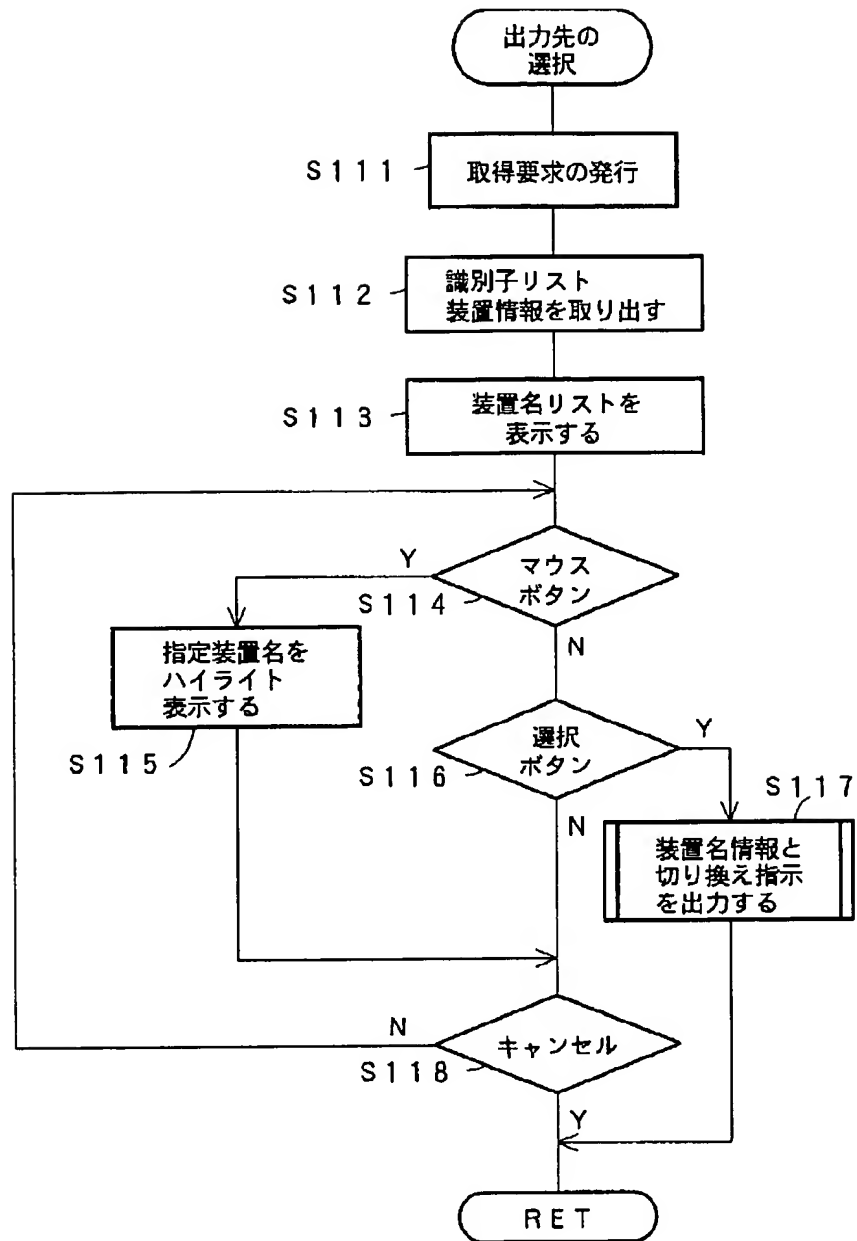 出力先の
選択
S111
取得要求の発行
S112
識別子リスト
装置情報を取り出す
S113
装置名リストを
表示する
Y
マウス
ボタン
S114
N
指定装置名を
ハイライト
表示する
S115
選択
ボタン
Y
S116
N
S117
装置名情報と
切り換え指示
を出力する
N
キャンセル
S118
Y
RET